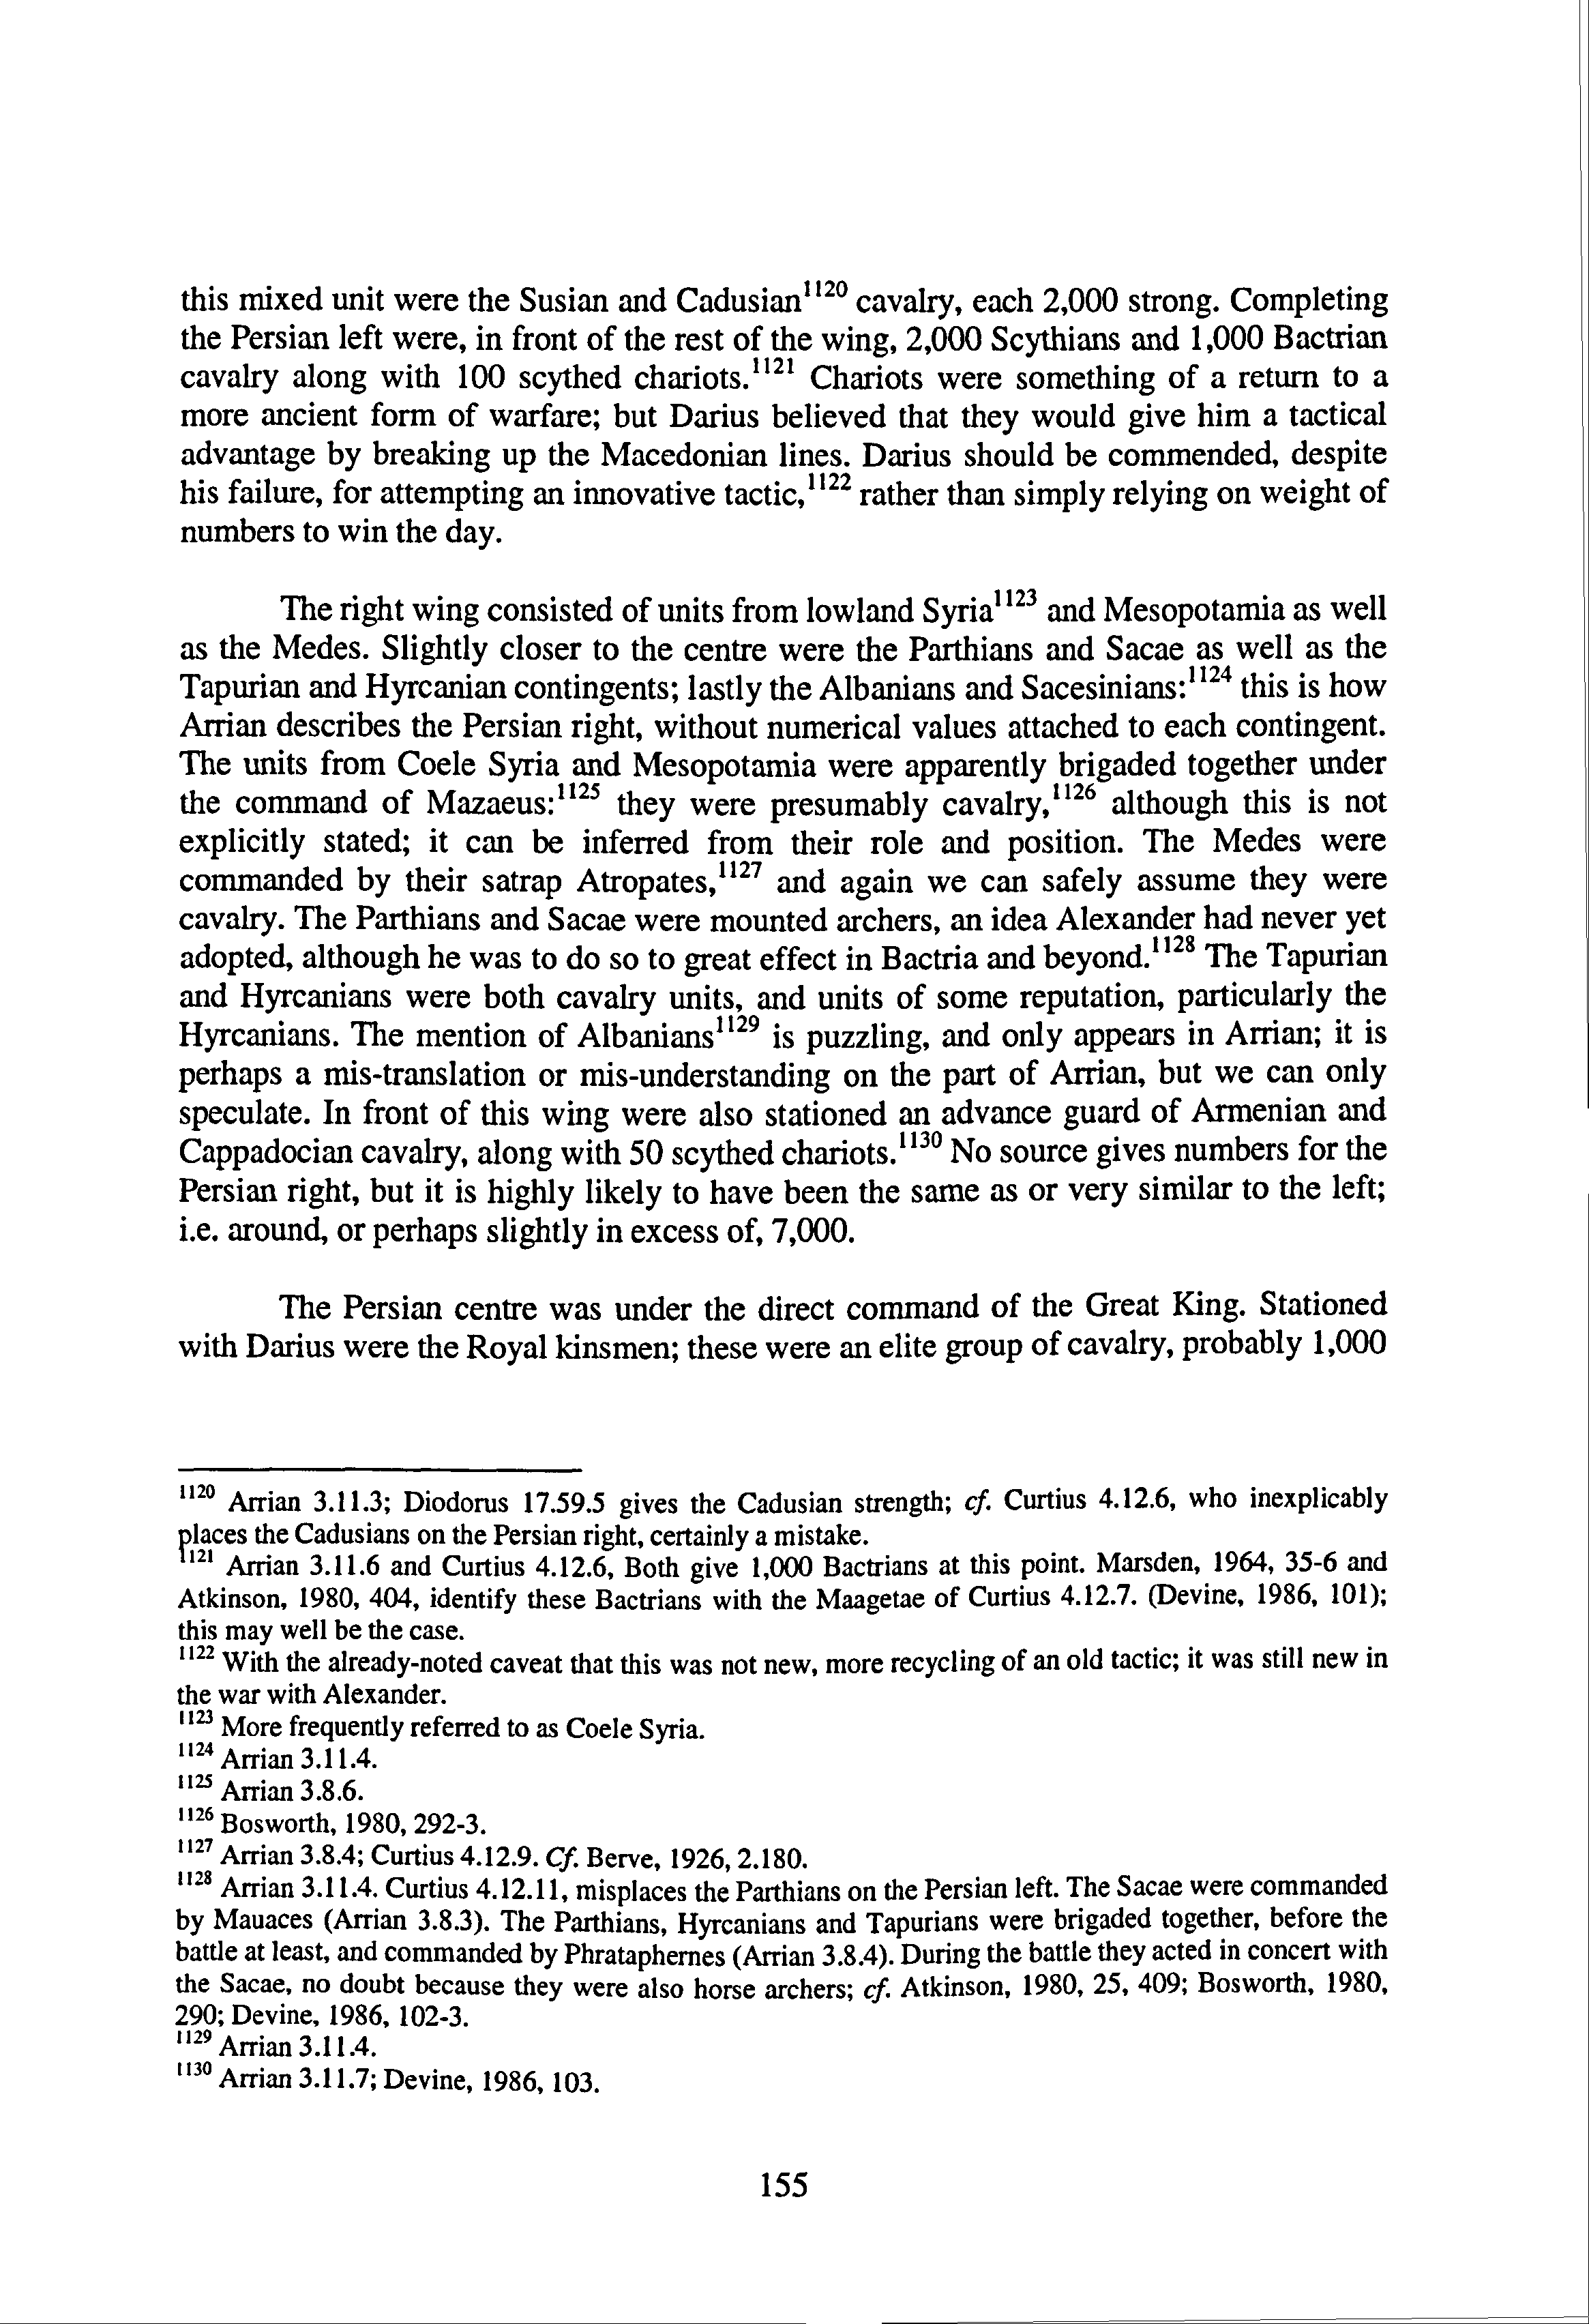 this mixed unit were the Susian and Cadusian1120 cavalry, each 2,000 strong. Completing
the Persian left were, in front of the rest of the wing, 2,000 Scythians and 1,000 Bactrian
cavalry along with 100 scythed chariots.1121 Chariots were something of a return to a
more ancient form of warfare; but Darius believed that they would give him a tactical
advantage by breaking up the Macedonian lines. Darius should be commended, despite
his failure, for attempting an innovative tactic,1122 rather than simply relying on weight of
numbers to win the day.
The right wing consisted of units from lowland Syria1123 and Mesopotamia as well
as the Medes. Slightly closer to the centre were the Parthians and Sacae as well as the
Tapurian and Hyrcanian contingents; lastly the Albanians and Sacesinians:1124 this is how
Arrian describes the Persian right, without numerical values attached to each contingent.
The units from Coele Syria and Mesopotamia were apparently brigaded together under
the command of Mazaeus:1125 they were presumably cavalry,1126 although this is not
explicitly stated; it can be inferred from their role and position. The Medes were
commanded by their satrap Atropates,1127 and again we can safely assume they were
cavalry. The Parthians and Sacae were mounted archers, an idea Alexander had never yet
adopted, although he was to do so to great effect in Bactria and beyond.1128 The Tapurian
and Hyrcanians were both cavalry units, and units of some reputation, particularly the
Hyrcanians. The mention of Albanians1129 is puzzling, and only appears in Arrian; it is
perhaps a mis-translation or mis-understanding on the part of Arrian, but we can only
speculate. In front of this wing were also stationed an advance guard of Armenian and
Cappadocian cavalry, along with 50 scythed chariots.1130 No source gives numbers for the
Persian right, but it is highly likely to have been the same as or very similar to the left;
i.e. around, or perhaps slightly in excess of, 7,000.
The Persian centre was under the direct command of the Great King. Stationed
with Darius were the Royal kinsmen; these were an elite group of cavalry, probably 1,000
1120 Arrian 3.11.3; Diodorus 17.59.5 gives the Cadusian strength; cf. Curtius 4.12.6, who inexplicably
places the Cadusians on the Persian right, certainly a mistake.
1121 Arrian 3.11.6 and Curtius 4.12.6, Both give 1,000 Bactrians at this point. Marsden, 1964, 35-6 and
Atkinson, 1980, 404, identify these Bactrians with the Maagetae of Curtius 4.12.7. (Devine, 1986, 101);
this may well be the case.
1122 With the already-noted caveat that this was not new, more recycling of an old tactic; it was still new in
the war with Alexander.
1123 More frequently referred to as Coele Syria.
1124 Arrian 3.11.4.
1125 Arrian 3.8.6.
1126 Bosworth, 1980, 292-3.
1127 Arrian 3.8.4; Curtius 4.12.9. Cf. Berve, 1926, 2.180.
1128 Arrian 3.11.4. Curtius 4.12.11, misplaces the Parthians on the Persian left. The Sacae were commanded
by Mauaces (Arrian 3.8.3). The Parthians, Hyrcanians and Tapurians were brigaded together, before the
battle at least, and commanded by Phrataphernes (Arrian 3.8.4). During the battle they acted in concert with
the Sacae, no doubt because they were also horse archers; cf. Atkinson, 1980, 25, 409; Bosworth, 1980,
290; Devine, 1986, 102-3.
1129 Arrian 3.11.4.
1130 Arrian 3.11.7; Devine, 1986, 103.
155